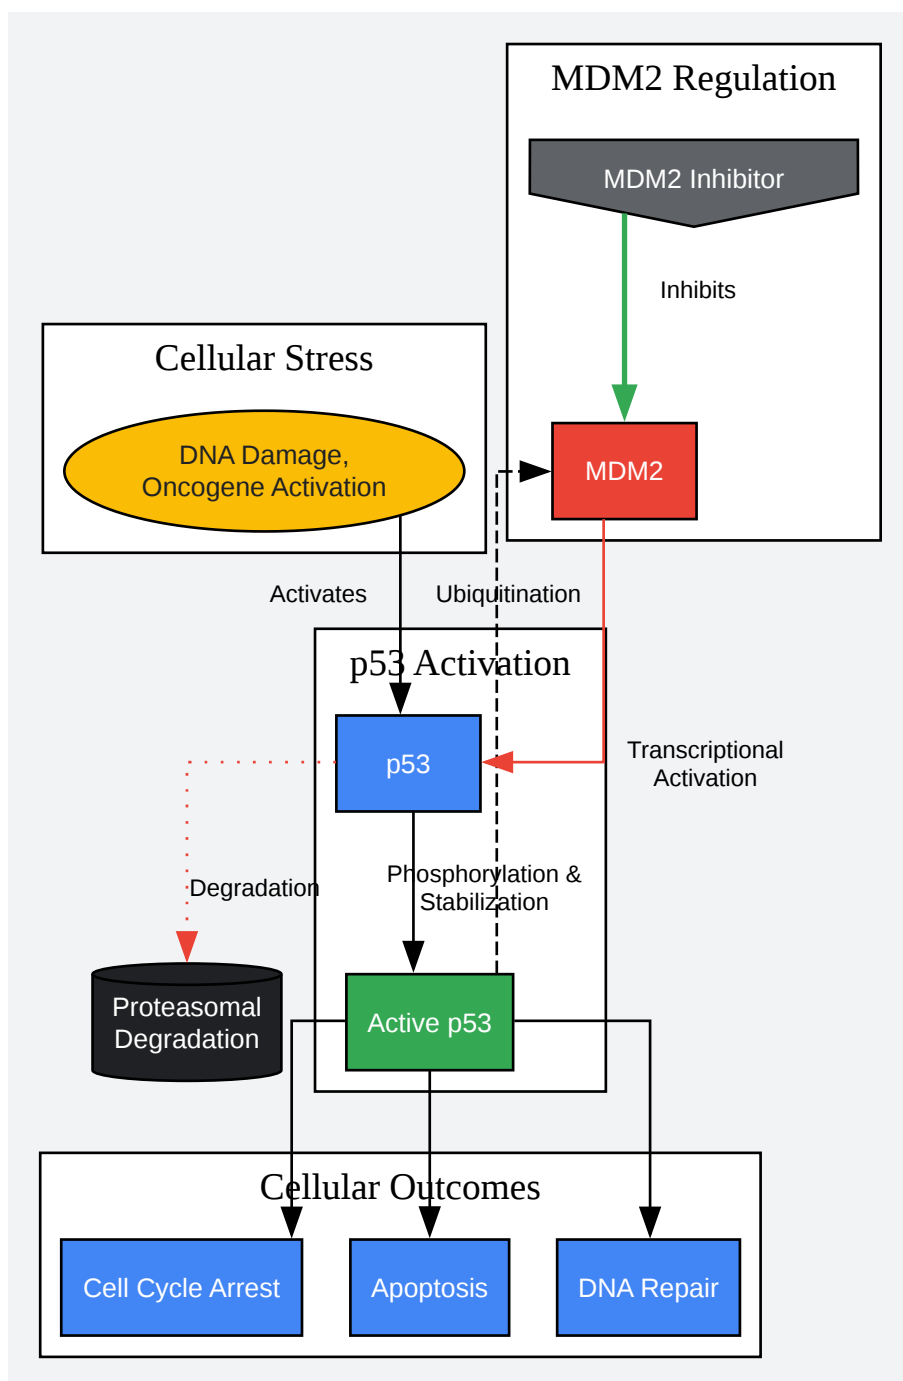 MDM2 Regulation
MDM2 Inhibitor
Inhibits
Cellular Stress
DNA Damage,
Oncogene Activation
MDM2
Activates
Ubiquitination
p53 Activation
p53
Transcriptional
Activation
Degradation
Phosphorylation &
Stabilization
Proteasomal
Degradation
Active p53
Cellular Outcomes
Cell Cycle Arrest
Apoptosis
DNA Repair